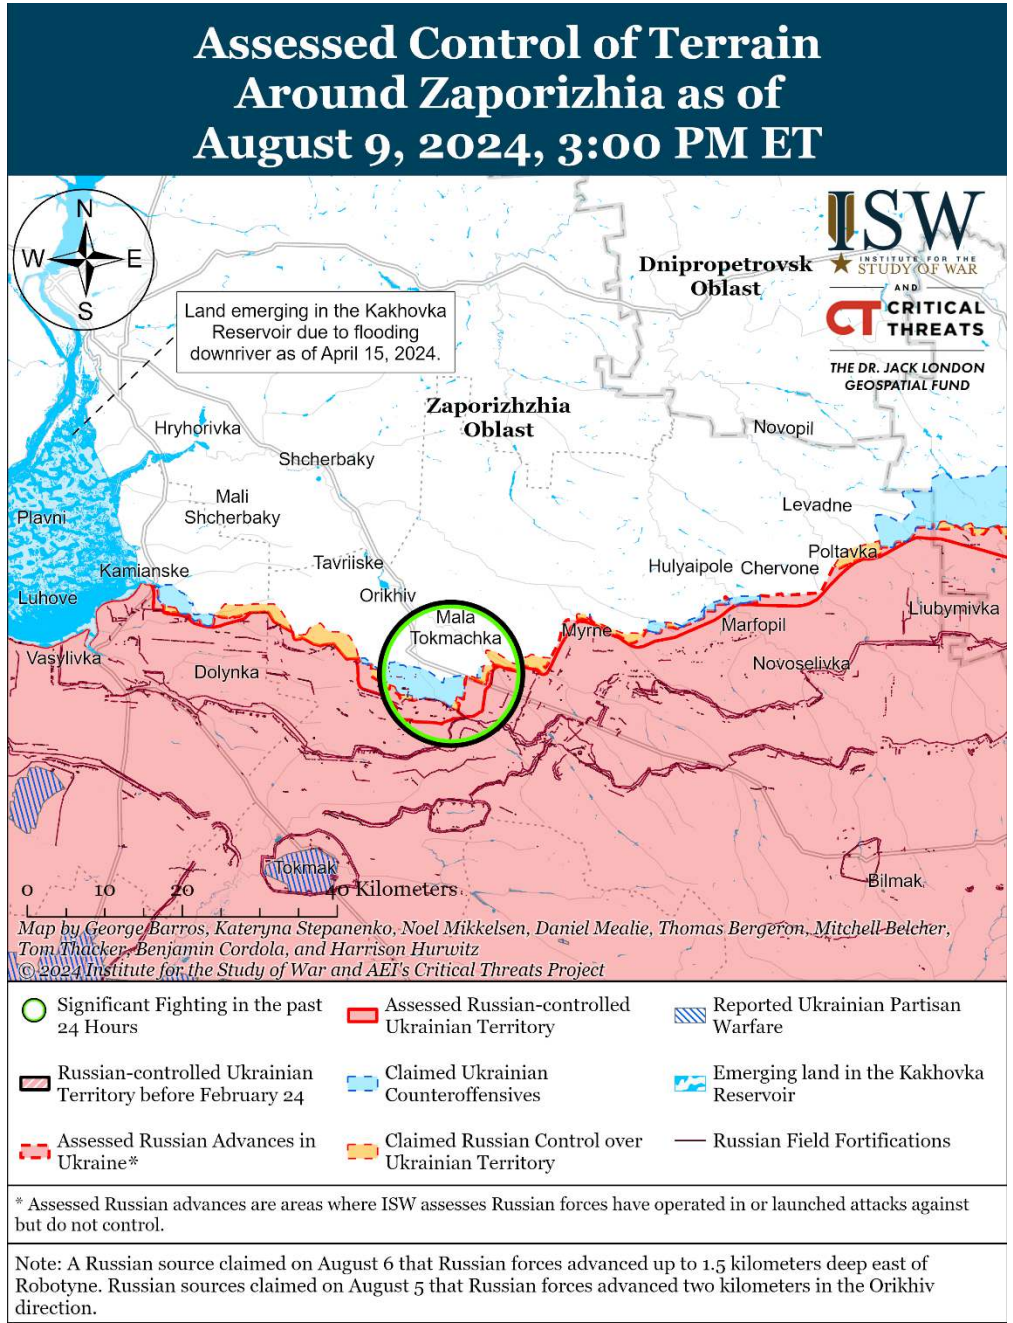 Assessed Control of Terrain
Around Zaporizhia as of
August 9, 2024, 3:00 PM ET
N
W
E
S
ISW
INSTITUTE FOR THE
STUDY OF WAR
AND
CT CRITICAL
THREATS
THE DR. JACK LONDON
GEOSPATIAL FUND
Dnipropetrovsk
Oblast
Land emerging in the Kakhovka
Reservoir due to flooding
downriver as of April 15, 2024.
Zaporizhzhia
Oblast
Hryhorivka
Novopil
Shcherbaky
Mali
Shcherbaky
Levadne
Plavni
Poltavka
Tavriiske
Hulyaipole
Chervone
Kamianske
Orikhiv
Luhove
Mala
Tokmachka
Liubymivka
Myrne
Marfopil
Vasylivka
Dolynka
Novoselivka
Tokmak
Bilmak
0 10 20 40 Kilometers
Map by George Barros, Kateryna Stepanenko, Noel Mikkelsen, Daniel Mealie, Thomas Bergeron, Mitchell Belcher,
Tom Thacker, Benjamin Cordola, and Harrison Hurwitz
© 2024 Institute for the Study of War and AEI's Critical Threats Project
Significant Fighting in the past
24 Hours
Assessed Russian-controlled
Ukrainian Territory
Reported Ukrainian Partisan
Warfare
Russian-controlled Ukrainian
Territory before February 24
Claimed Ukrainian
Counteroffensives
Emerging land in the Kakhovka
Reservoir
Assessed Russian Advances in
Ukraine*
Claimed Russian Control over
Ukrainian Territory
Russian Field Fortifications
* Assessed Russian advances are areas where ISW assesses Russian forces have operated in or launched attacks against
but do not control.
Note: A Russian source claimed on August 6 that Russian forces advanced up to 1.5 kilometers deep east of
Robotyne. Russian sources claimed on August 5 that Russian forces advanced two kilometers in the Orikhiv
direction.